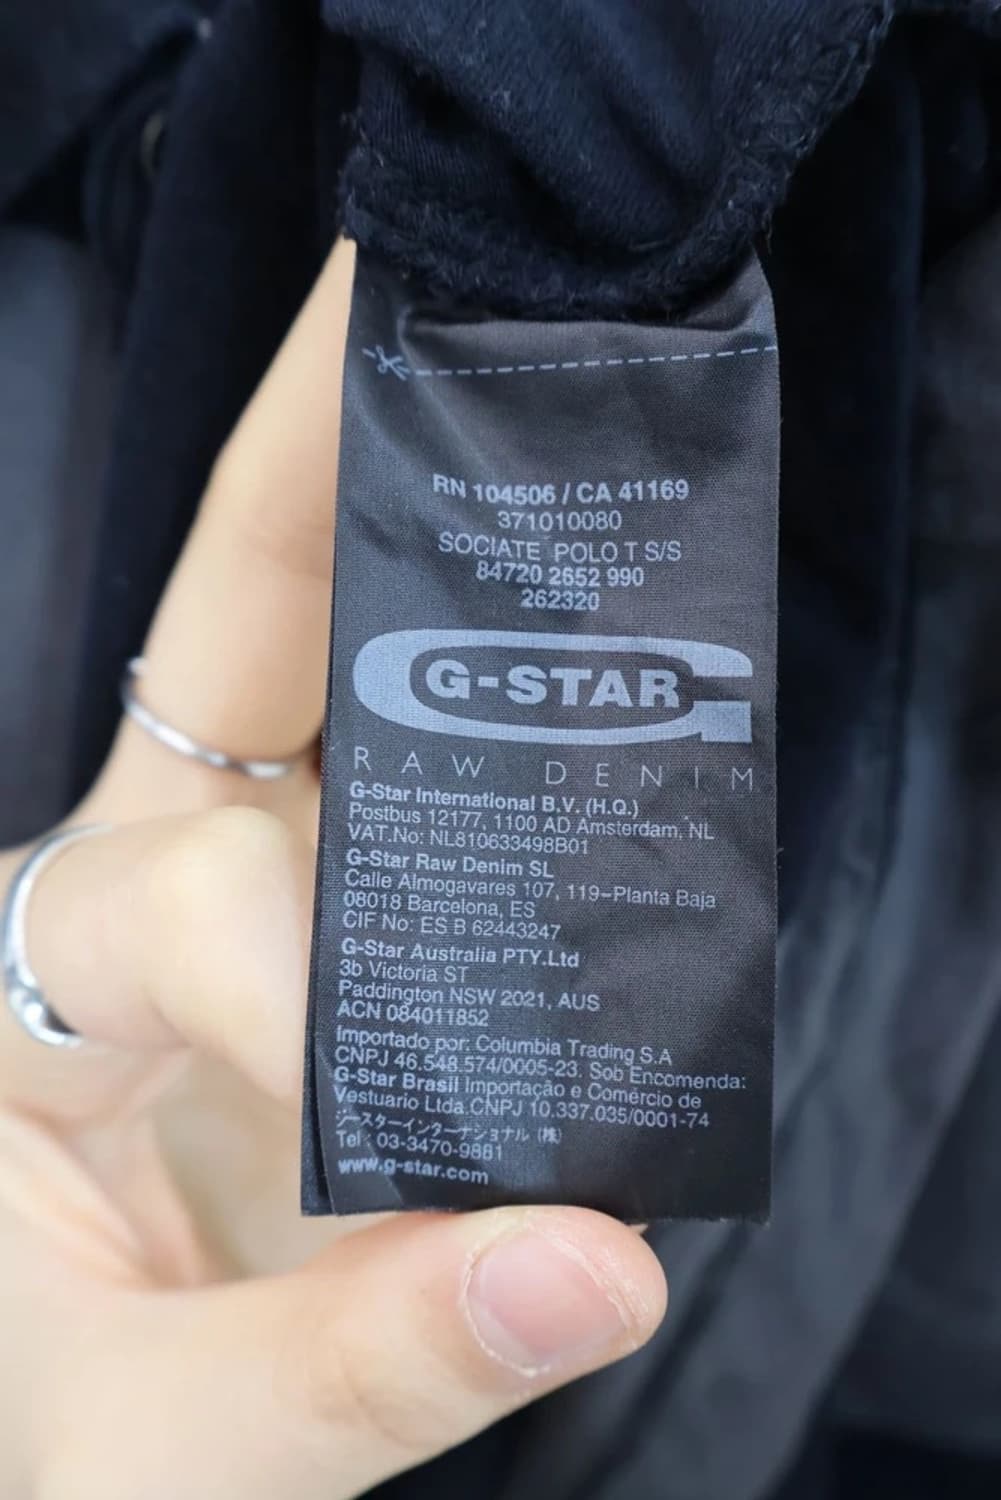 RN 104506 / CA 41169
371010080
SOCIATE POLO T S/S
84720 2652 990
262320
G-STAR
RAW DENIM
G-Star International B.V. (H.Q.)
Postbus 12177, 1100 AD Amsterdam, NL
VAT.No: NL810633498B01
G-Star Raw Denim SL
Calle Almogavares 107, 119-Planta Baja
08018 Barcelona, ES
CIF No: ES B 62443247
G-Star Australia PTY.Ltd
3b Victoria ST
Paddington NSW 2021, AUS
ACN 084011852
Importado por: Columbia Trading S.A
CNPJ 46.548.574/0005-23. Sob Encomenda:
G-Star Brasil Importação e Comércio de
Vestuario Ltda.CNPJ 10.337.035/0001-74
ジースターインターナショナル (株)
Tel : 03-3470-9881
www.g-star.com